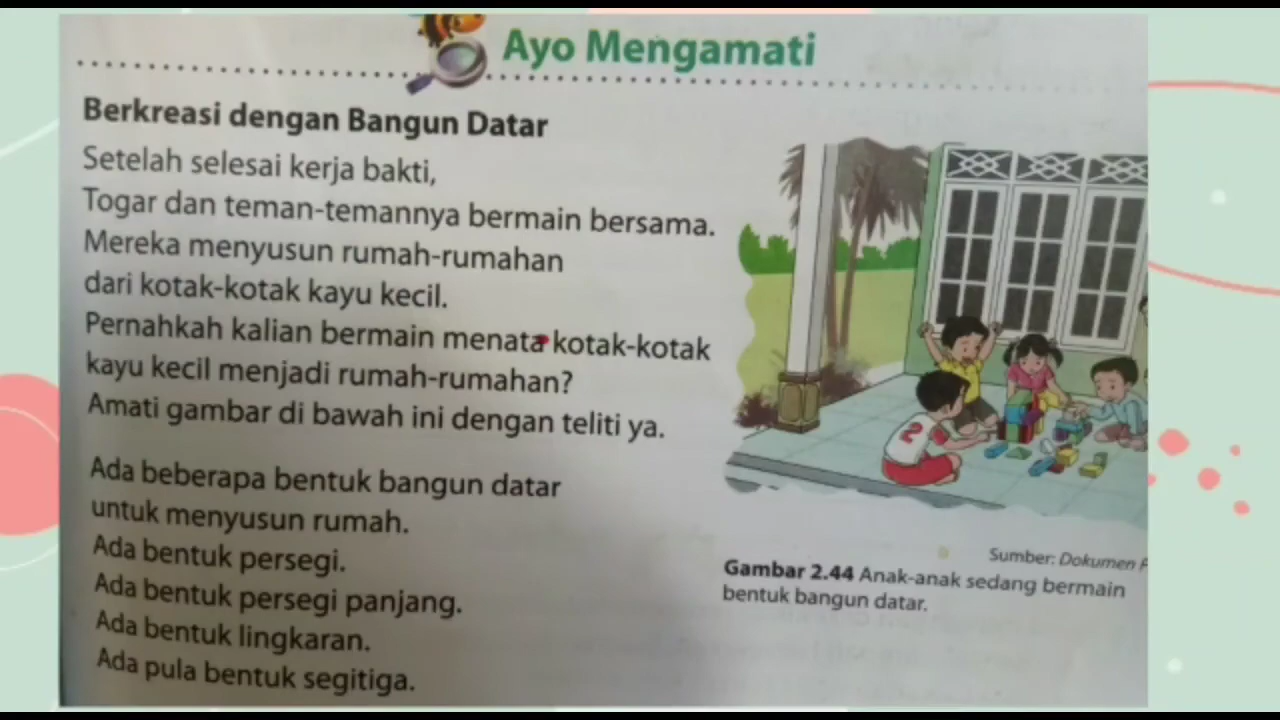 Ayo Mengamati
Berkreasi dengan Bangun Datar
Setelah selesai kerja bakti,
Togar dan teman-temannya bermain bersama.
Mereka menyusun rumah-rumahan
dari kotak-kotak kayu kecil.
Pernahkah kalian bermain menata kotak-kotak
kayu kecil menjadi rumah-rumahan?
Amati gambar di bawah ini dengan teliti ya.
Ada beberapa bentuk bangun datar
untuk menyusun rumah.
Ada bentuk persegi.
Ada bentuk persegi panjang.
Ada bentuk lingkaran.
Ada pula bentuk segitiga.
2
Sumber: Dokumen
Gambar 2.44 Anak-anak sedang bermain
bentuk bangun datar.